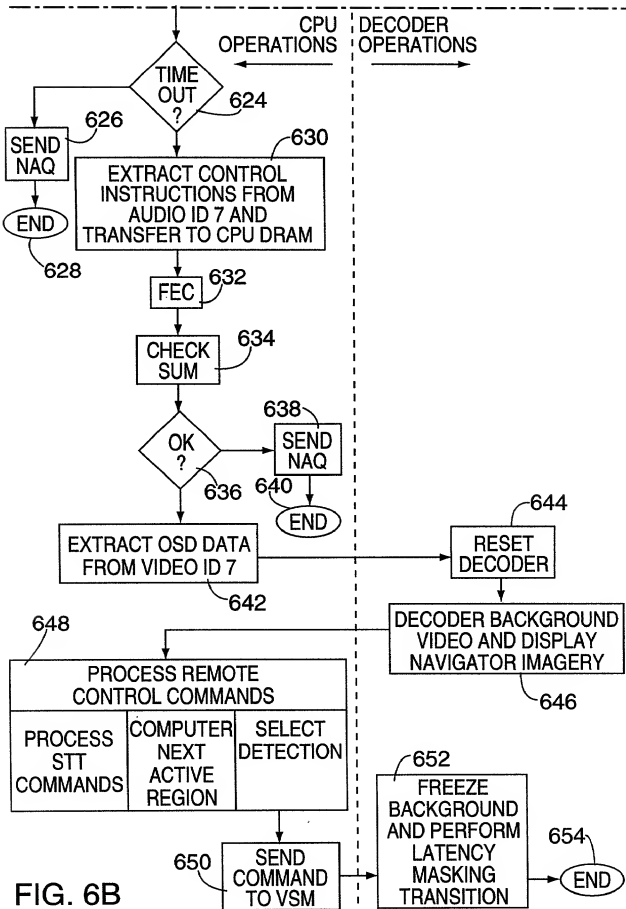 CPU
OPERATIONS
DECODER
OPERATIONS
TIME
OUT
?
624
626
SEND
NAQ
END
628
630
EXTRACT CONTROL
INSTRUCTIONS FROM
AUDIO ID 7 AND
TRANSFER TO CPU DRAM
FEC
632
CHECK
SUM
634
OK
?
636
638
SEND
NAQ
640
END
EXTRACT OSD DATA
FROM VIDEO ID 7
642
644
RESET
DECODER
DECODER BACKGROUND
VIDEO AND DISPLAY
NAVIGATOR IMAGERY
646
648
PROCESS REMOTE
CONTROL COMMANDS
PROCESS
STT
COMMANDS
COMPUTER
NEXT
ACTIVE
REGION
SELECT
DETECTION
650
SEND
COMMAND
TO VSM
652
FREEZE
BACKGROUND
AND PERFORM
LATENCY
MASKING
TRANSITION
654
END
FIG. 6B